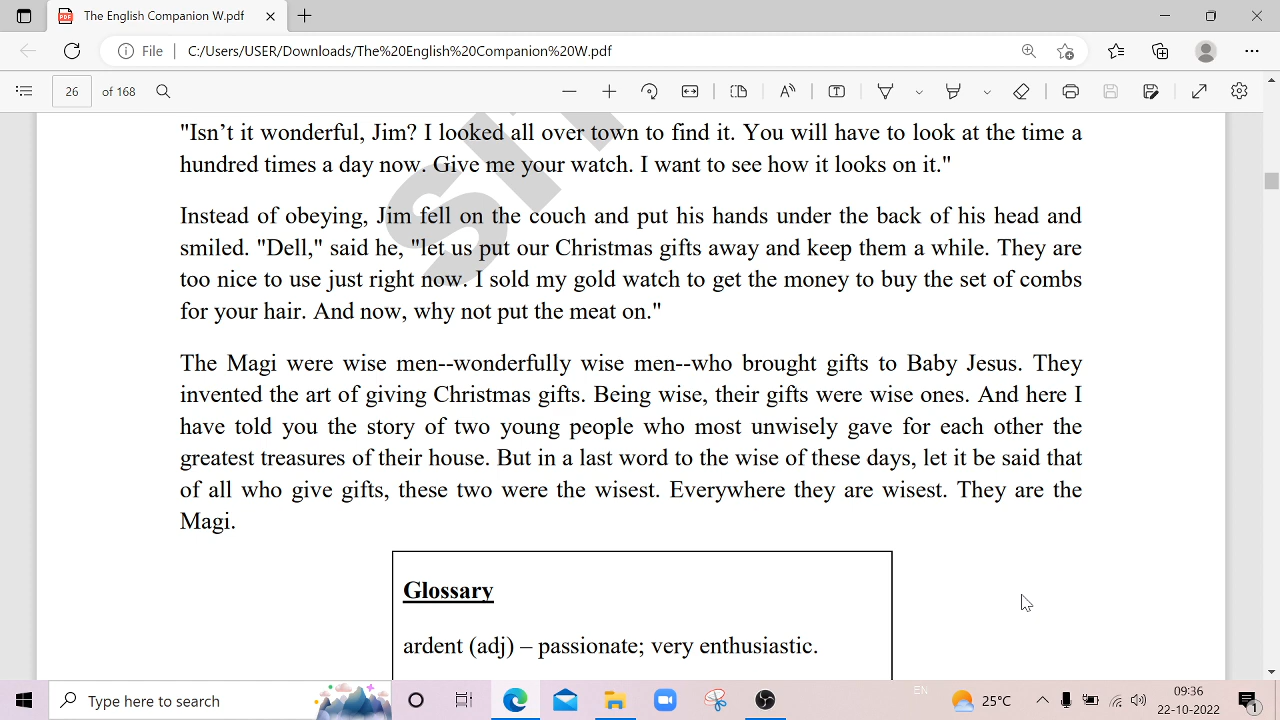 The English Companion W.pdf
File C:/Users/USER/Downloads/The%20English%20Companion%20W.pdf
26 of 168
"Isn't it wonderful, Jim? I looked all over town to find it. You will have to look at the time a
hundred times a day now. Give me your watch. I want to see how it looks on it."
Instead of obeying, Jim fell on the couch and put his hands under the back of his head and
smiled. "Dell," said he, "let us put our Christmas gifts away and keep them a while. They are
too nice to use just right now. I sold my gold watch to get the money to buy the set of combs
for your hair. And now, why not put the meat on."
The Magi were wise men--wonderfully wise men--who brought gifts to Baby Jesus. They
invented the art of giving Christmas gifts. Being wise, their gifts were wise ones. And here I
have told you the story of two young people who most unwisely gave for each other the
greatest treasures of their house. But in a last word to the wise of these days, let it be said that
of all who give gifts, these two were the wisest. Everywhere they are wisest. They are the
Magi.
Glossary
ardent (adj) – passionate; very enthusiastic.
Type here to search
25°C
EN
09:36
22-10-2022
1